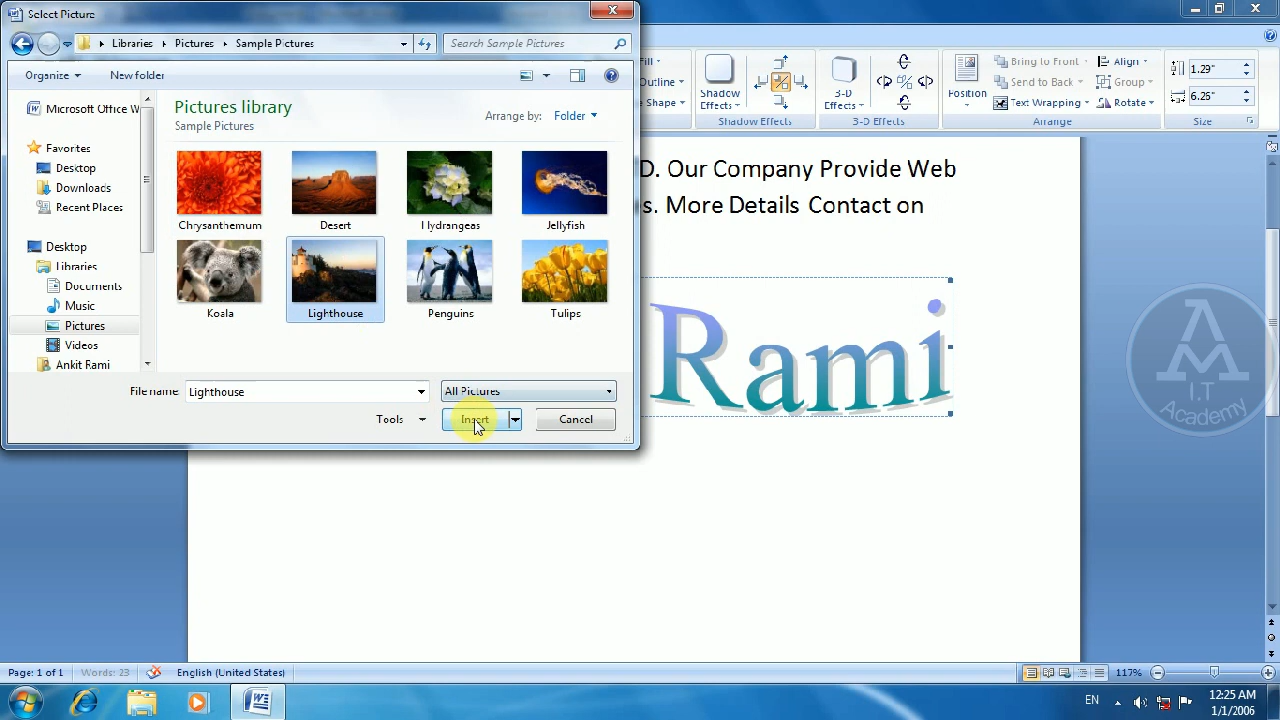 Select Picture
Libraries Pictures Sample Pictures
Search Sample Pictures
Organize
New folder
Microsoft Office W
Favorites
Desktop
Downloads
Recent Places
Desktop
Libraries
Documents
Music
Pictures
Videos
Ankit Rami
Pictures library
Sample Pictures
Arrange by: Folder
Chrysanthemum
Desert
Hydrangeas
Jellyfish
Koala
Lighthouse
Penguins
Tulips
File name: Lighthouse
All Pictures
Tools
Insert
Cancel
Fill
Outline
Shape
Shadow
Effects
Shadow Effects
3-D
Effects
3-D Effects
Position
Bring to Front
Send to Back
Text Wrapping
Align
Group
Rotate
Arrange
1.29"
6.25"
Size
D. Our Company Provide Web
s. More Details Contact on
Rami
AM
I.T
Academy
Page: 1 of 1
Words: 23
English (United States)
117%
EN
12:25 AM
1/1/2006